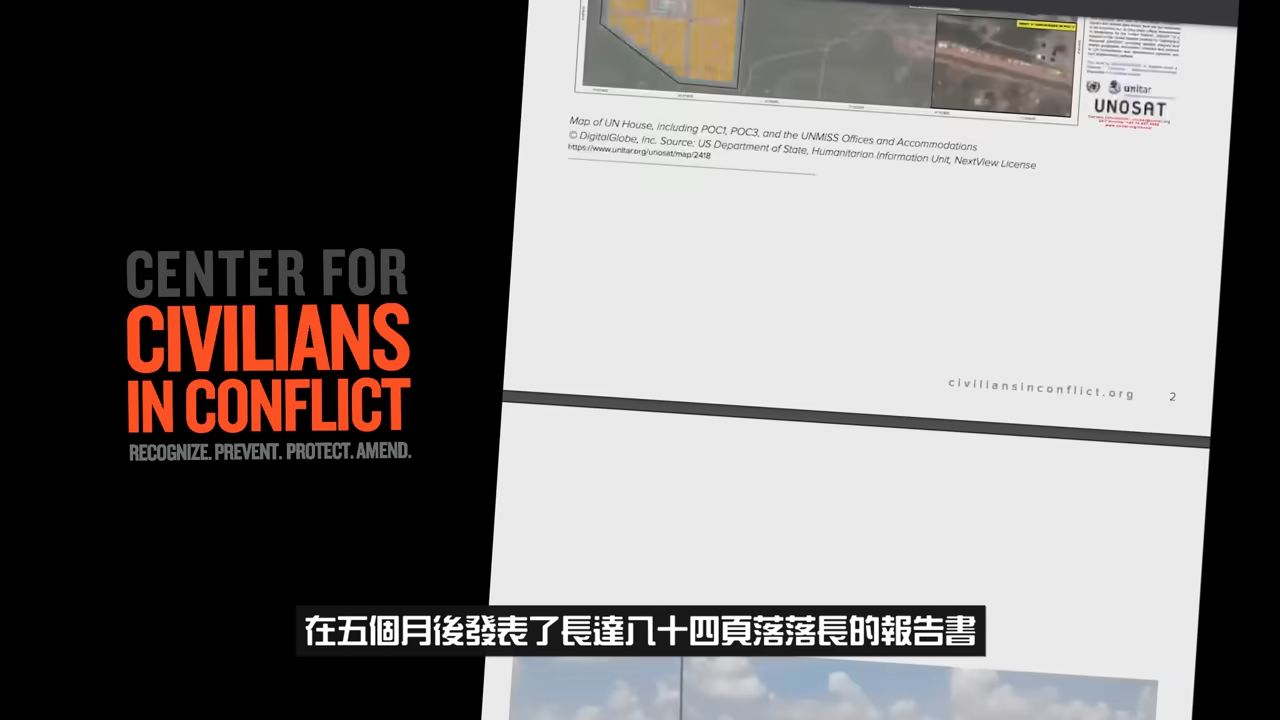 CENTER FOR
CIVILIANS
IN CONFLICT
RECOGNIZE. PREVENT. PROTECT. AMEND.
unitar
UNOSAT
Map of UN House, including POC1, POC3, and the UNMISS Offices and Accommodations
© DigitalGlobe, Inc. Source: US Department of State, Humanitarian Information Unit, NextView License
https://www.unitar.org/unosat/map/2418
civiliansinconflict.org 2
在五個月後發表了長達八十四頁落落長的報告書